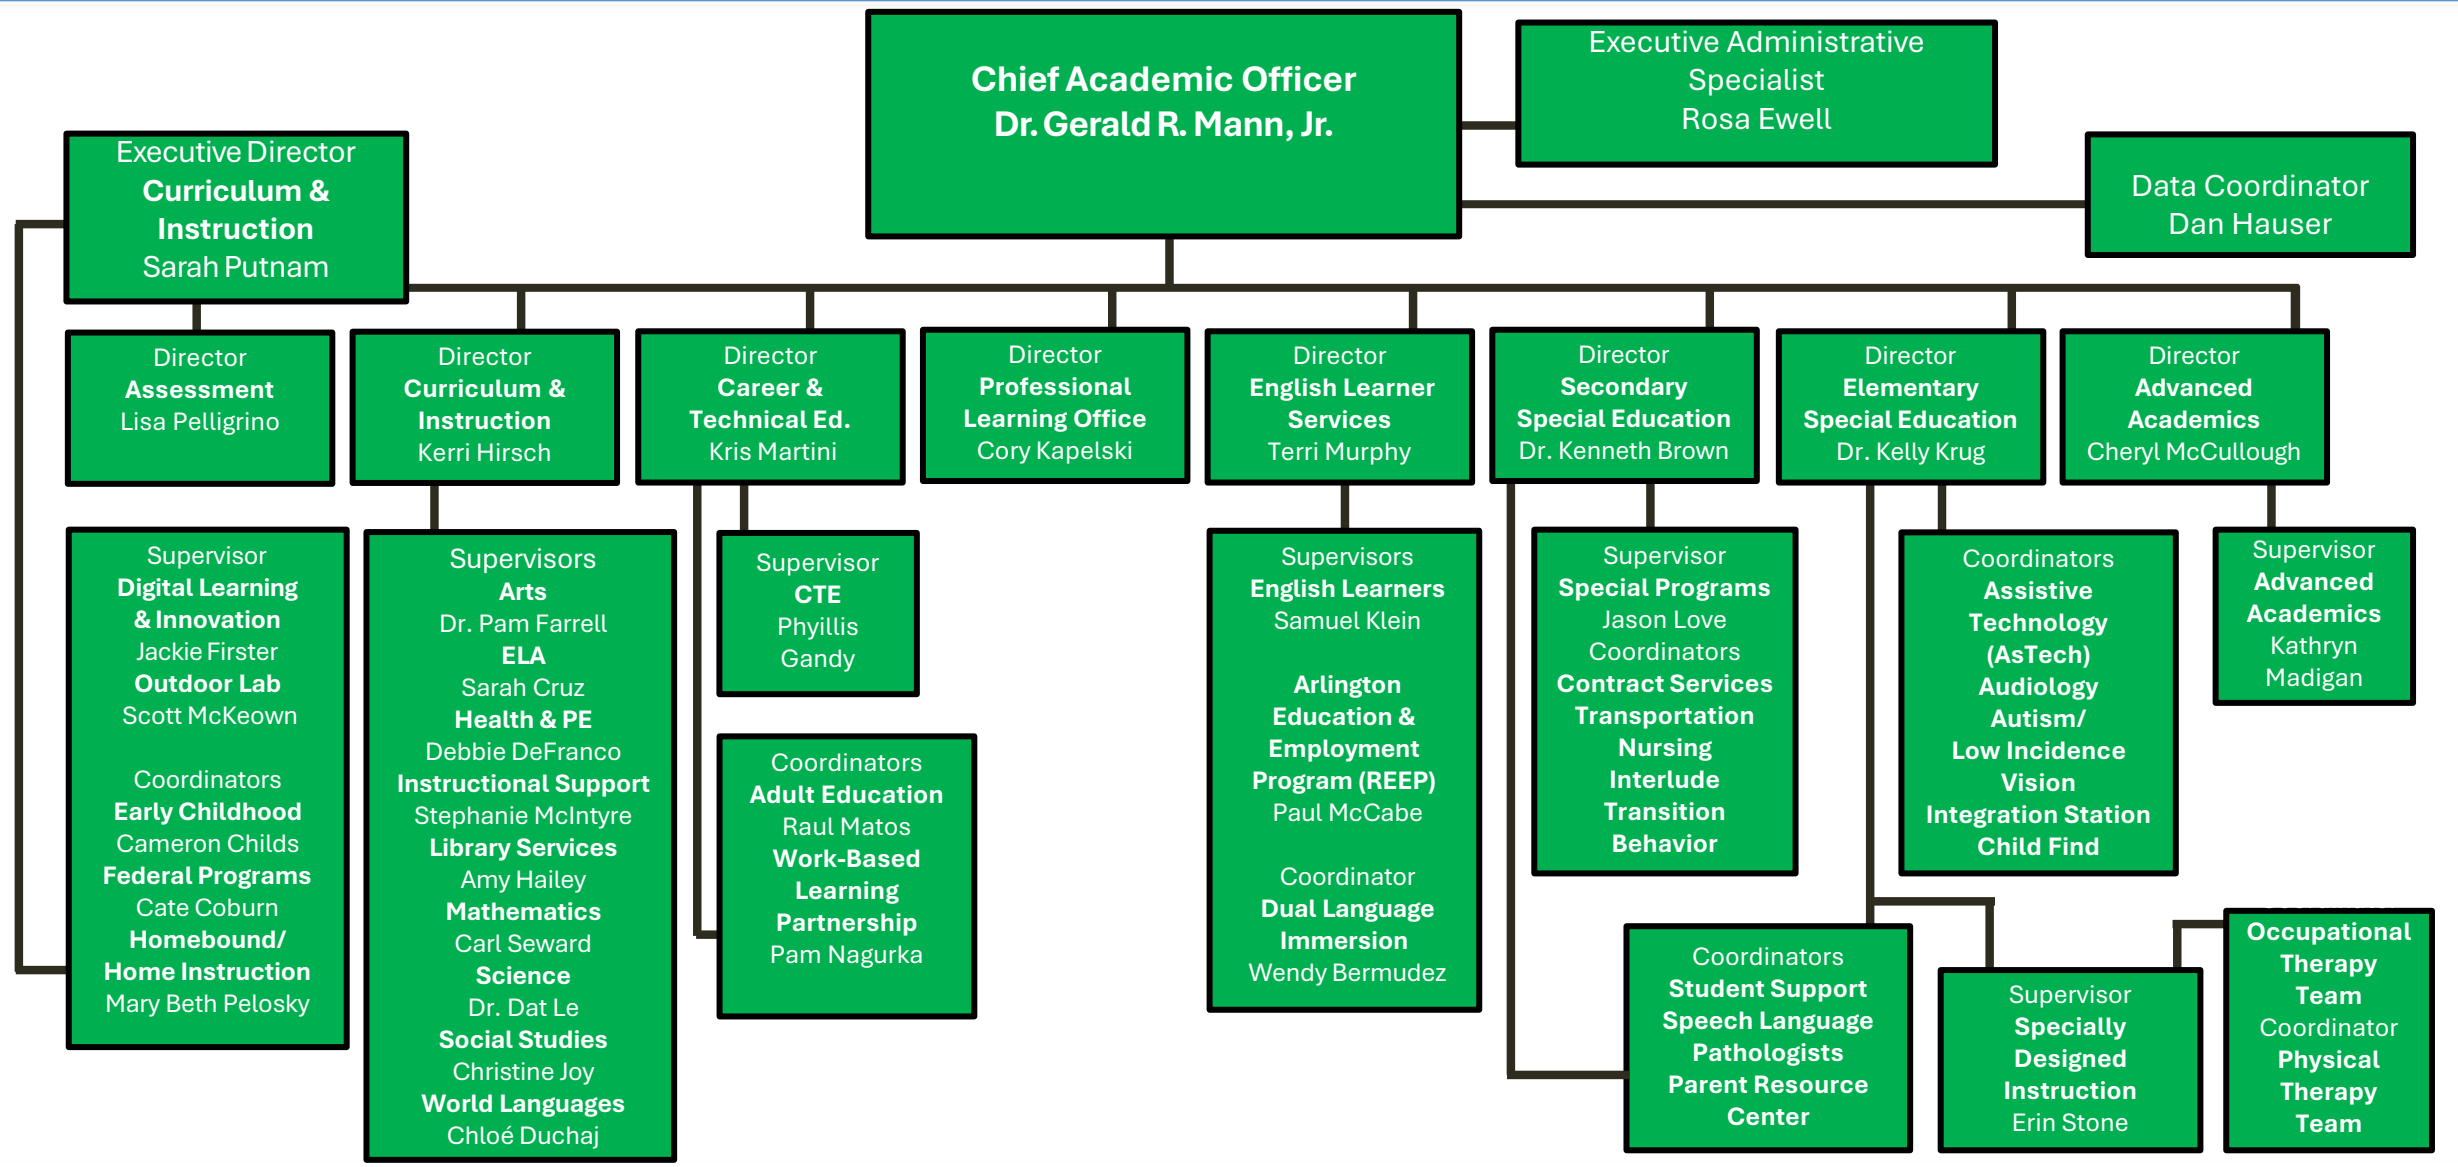 Chief Academic Officer
Dr. Gerald R. Mann, Jr.
Executive Administrative
Specialist
Rosa Ewell
Data Coordinator
Dan Hauser
Executive Director
Curriculum &
Instruction
Sarah Putnam
Director
Assessment
Lisa Pelligrino
Director
Curriculum &
Instruction
Kerri Hirsch
Director
Career &
Technical Ed.
Kris Martini
Director
Professional
Learning Office
Cory Kapelski
Director
English Learner
Services
Terri Murphy
Director
Secondary
Special Education
Dr. Kenneth Brown
Director
Elementary
Special Education
Dr. Kelly Krug
Director
Advanced
Academics
Cheryl McCullough
Supervisor
Digital Learning
& Innovation
Jackie Firster
Outdoor Lab
Scott McKeown
Coordinators
Early Childhood
Cameron Childs
Federal Programs
Cate Coburn
Homebound/
Home Instruction
Mary Beth Pelosky
Supervisors
Arts
Dr. Pam Farrell
ELA
Sarah Cruz
Health & PE
Debbie DeFranco
Instructional Support
Stephanie McIntyre
Library Services
Amy Hailey
Mathematics
Carl Seward
Science
Dr. Dat Le
Social Studies
Christine Joy
World Languages
Chloé Duchaj
Supervisor
CTE
Phyillis
Gandy
Coordinators
Adult Education
Raul Matos
Work-Based
Learning
Partnership
Pam Nagurka
Supervisors
English Learners
Samuel Klein
Arlington
Education &
Employment
Program (REEP)
Paul McCabe
Coordinator
Dual Language
Immersion
Wendy Bermudez
Supervisor
Special Programs
Jason Love
Coordinators
Contract Services
Transportation
Nursing
Interlude
Transition
Behavior
Coordinators
Assistive
Technology
(AsTech)
Audiology
Autism/
Low Incidence
Vision
Integration Station
Child Find
Supervisor
Advanced
Academics
Kathryn
Madigan
Coordinators
Student Support
Speech Language
Pathologists
Parent Resource
Center
Supervisor
Specially
Designed
Instruction
Erin Stone
Occupational
Therapy
Team
Coordinator
Physical
Therapy
Team